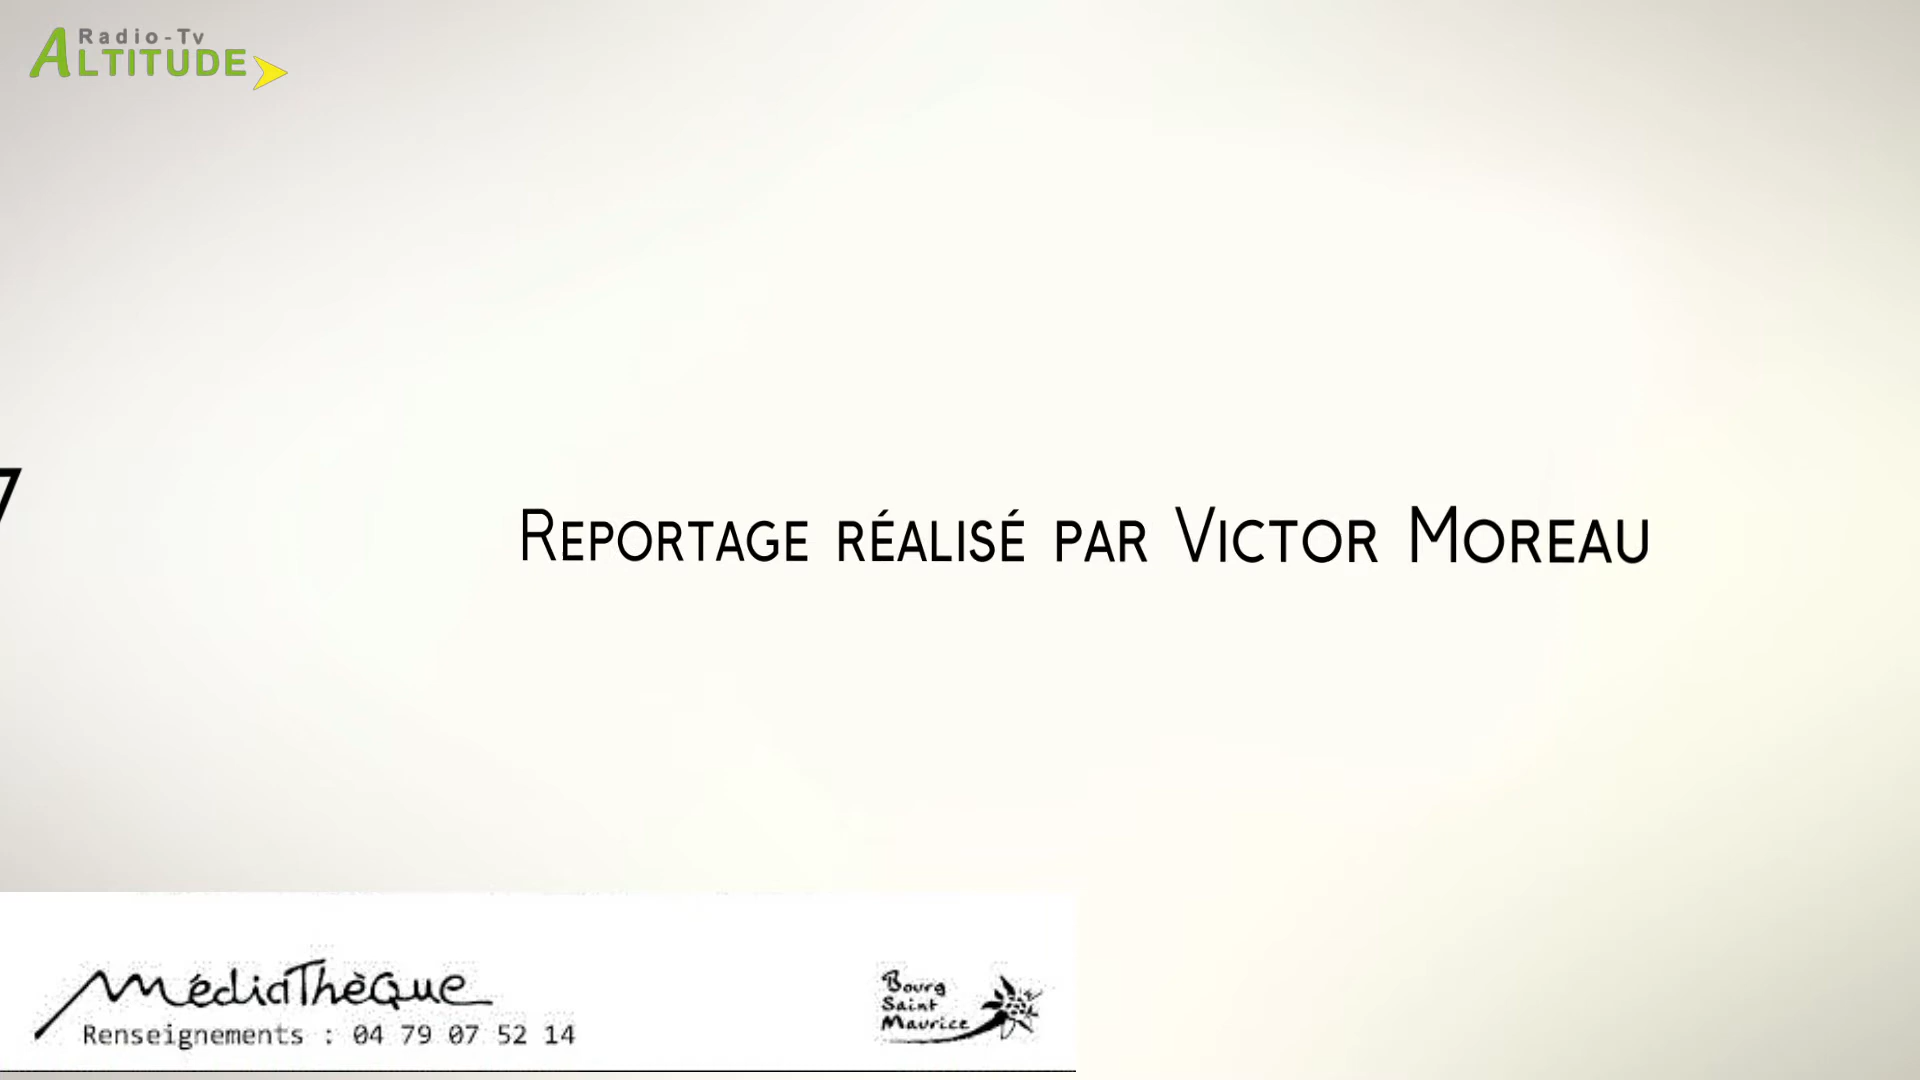 Radio-Tv
ALTITUDE
7
REPORTAGE RÉALISÉ PAR VICTOR MOREAU
MédiaThèQue
Renseignements : 04 79 07 52 14
Bourg
Saint
Maurice